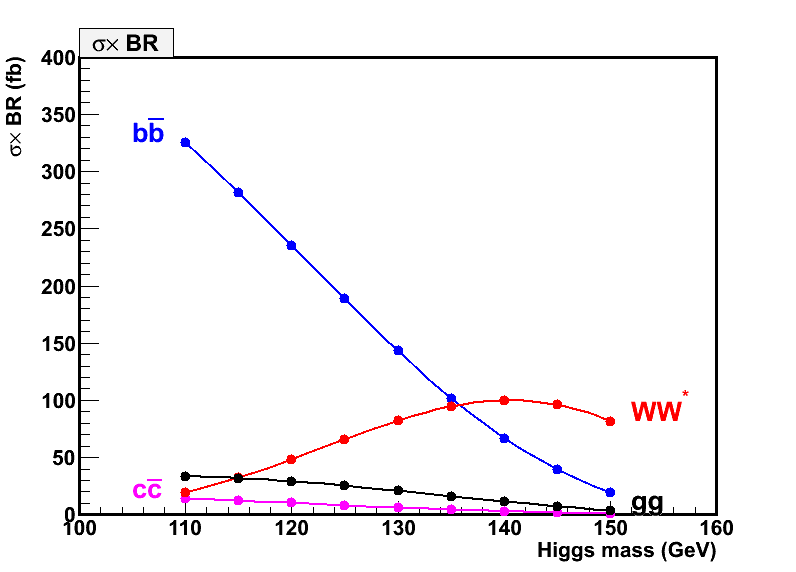 σ× BR
σ× BR (fb)
400
350
300
250
200
150
100
50
0
bb̅
cc̅
WW*
gg
100 110 120 130 140 150 160
Higgs mass (GeV)